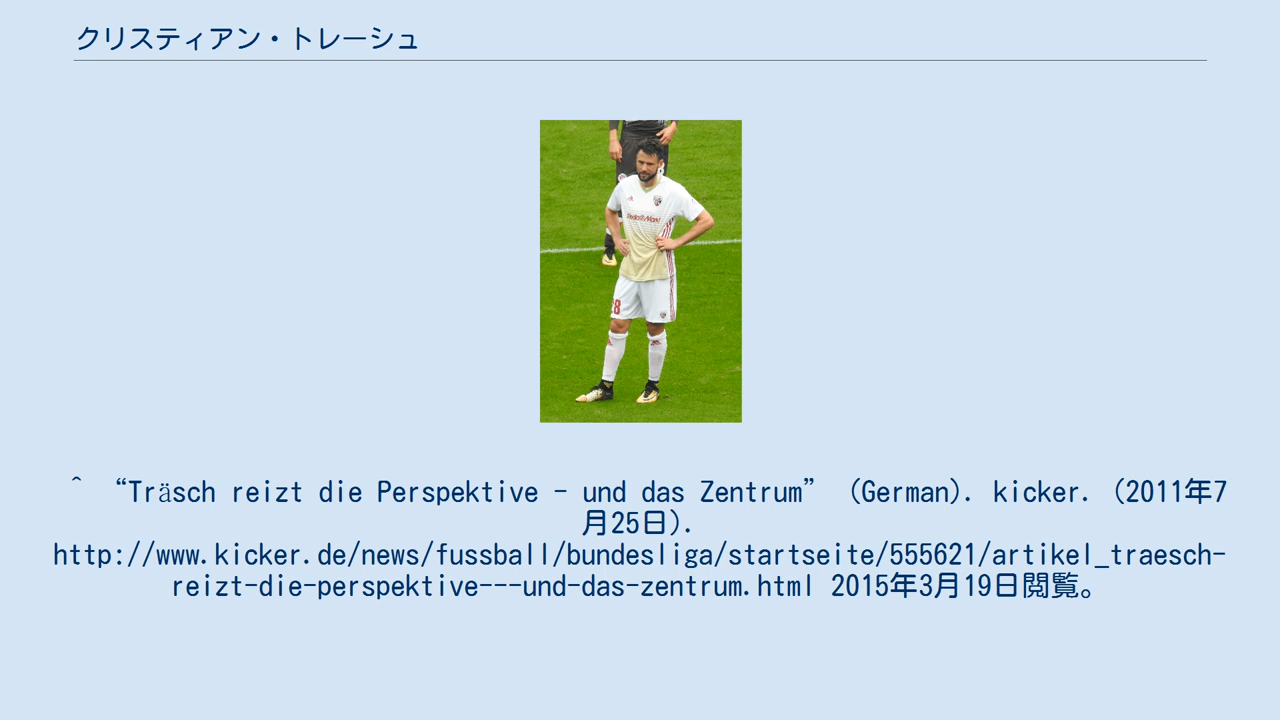 クリスティアン・トレーシュ
MediaMarkt
8
^ “Träsch reizt die Perspektive - und das Zentrum” (German). kicker. (2011年7
月25日).
http://www.kicker.de/news/fussball/bundesliga/startseite/555621/artikel_traesch-
reizt-die-perspektive---und-das-zentrum.html 2015年3月19日閲覧。